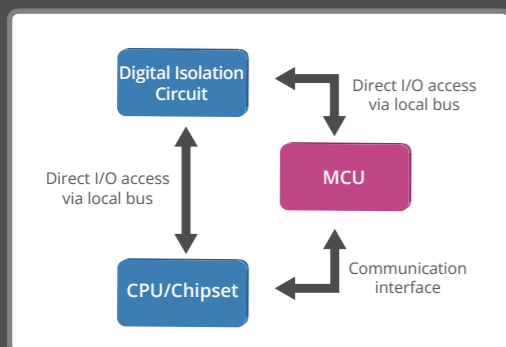 Digital Isolation
Circuit
Direct I/O access
via local bus
MCU
Direct I/O access
via local bus
CPU/Chipset
Communication
interface